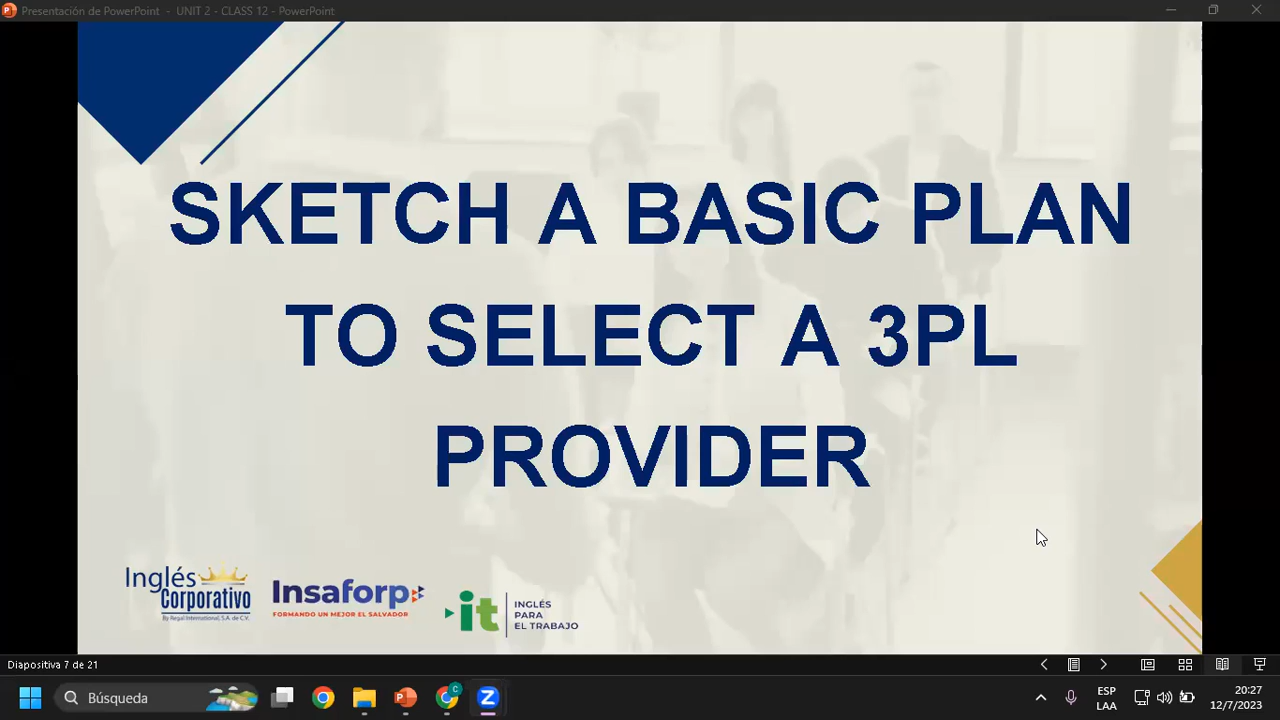 Presentación de PowerPoint - UNIT 2 - CLASS 12 - PowerPoint
SKETCH A BASIC PLAN
TO SELECT A 3PL
PROVIDER
Inglés
Corporativo
By Regal International, S.A. de C.V.
Insaforp
FORMANDO UN MEJOR EL SALVADOR
it
INGLÉS
PARA
EL TRABAJO
Diapositiva 7 de 21
Búsqueda
C
ESP
LAA
20:27
12/7/2023